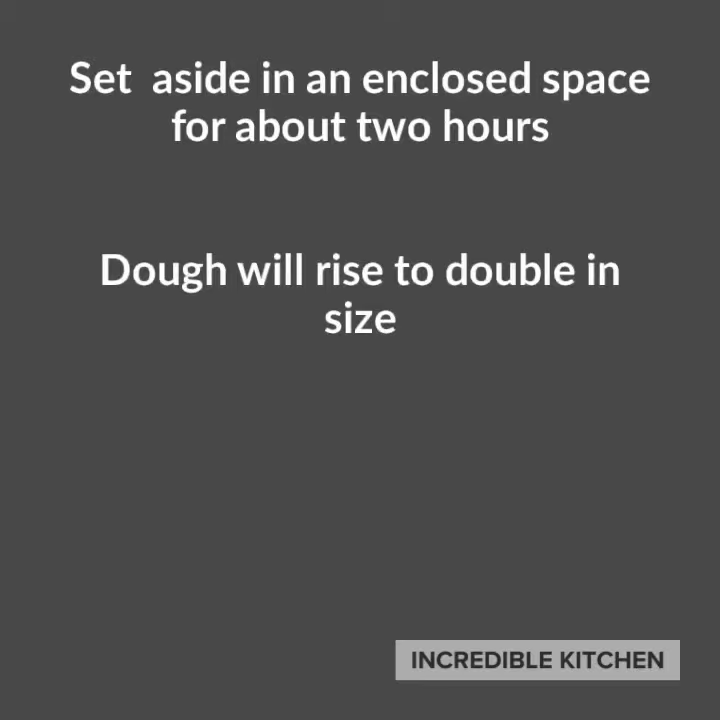 Set  aside in an enclosed space
for about two hours
Dough will rise to double in
size
INCREDIBLE KITCHEN